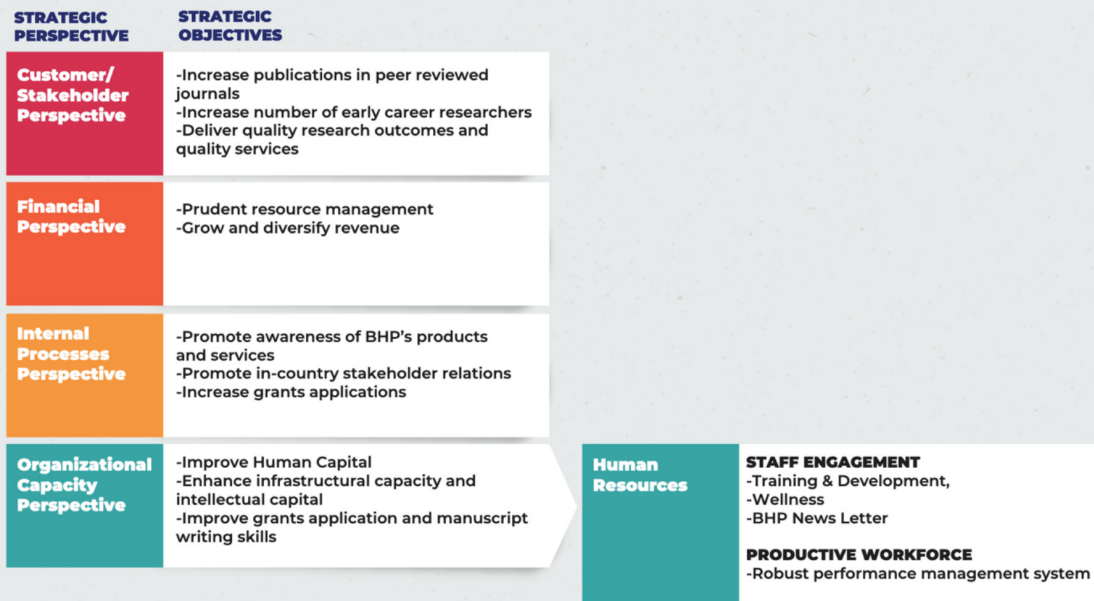 STRATEGIC
PERSPECTIVE
STRATEGIC
OBJECTIVES
Customer/
Stakeholder
Perspective
-Increase publications in peer reviewed
journals
-Increase number of early career researchers
-Deliver quality research outcomes and
quality services
Financial
Perspective
-Prudent resource management
-Grow and diversify revenue
Internal
Processes
Perspective
-Promote awareness of BHP's products
and services
-Promote in-country stakeholder relations
-Increase grants applications
Organizational
Capacity
Perspective
-Improve Human Capital
-Enhance infrastructural capacity and
intellectual capital
-Improve grants application and manuscript
writing skills
Human
Resources
STAFF ENGAGEMENT
-Training & Development,
-Wellness
-BHP News Letter
PRODUCTIVE WORKFORCE
-Robust performance management system